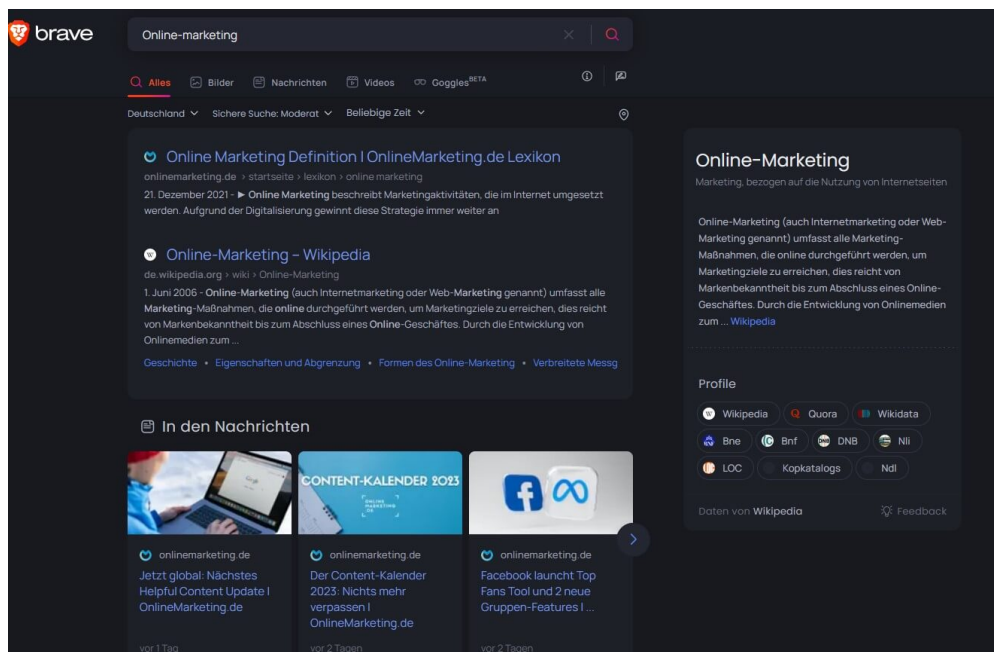 brave
Online-marketing
Alles Bilder Nachrichten Videos Goggles BETA
Deutschland Sichere Suche: Moderat Beliebige Zeit
Online Marketing Definition | OnlineMarketing.de Lexikon
onlinemarketing.de › startseite › lexikon › online marketing
21. Dezember 2021 - ► Online Marketing beschreibt Marketingaktivitäten, die im Internet umgesetzt
werden. Aufgrund der Digitalisierung gewinnt diese Strategie immer weiter an
Online-Marketing – Wikipedia
de.wikipedia.org › wiki › Online-Marketing
1. Juni 2006 - Online-Marketing (auch Internetmarketing oder Web-Marketing genannt) umfasst alle
Marketing-Maßnahmen, die online durchgeführt werden, um Marketingziele zu erreichen, dies reicht
von Markenbekanntheit bis zum Abschluss eines Online-Geschäftes. Durch die Entwicklung von
Onlinemedien zum ...
Geschichte • Eigenschaften und Abgrenzung • Formen des Online-Marketing • Verbreitete Messg
In den Nachrichten
Google
CONTENT-KALENDER 2023
ONLINE
MARKETING
.DE
onlinemarketing.de
Jetzt global: Nächstes
Helpful Content Update |
OnlineMarketing.de
vor 1 Tag
onlinemarketing.de
Der Content-Kalender
2023: Nichts mehr
verpassen |
OnlineMarketing.de
vor 2 Tagen
onlinemarketing.de
Facebook launcht Top
Fans Tool und 2 neue
Gruppen-Features | ...
vor 2 Tagen
Online-Marketing
Marketing, bezogen auf die Nutzung von Internetseiten
Online-Marketing (auch Internetmarketing oder Web-
Marketing genannt) umfasst alle Marketing-
Maßnahmen, die online durchgeführt werden, um
Marketingziele zu erreichen, dies reicht von
Markenbekanntheit bis zum Abschluss eines Online-
Geschäftes. Durch die Entwicklung von Onlinemedien
zum ... Wikipedia
Profile
Wikipedia Quora Wikidata
Bne Bnf DNB Nli
LOC Kopkatalogs Ndl
Daten von Wikipedia Feedback